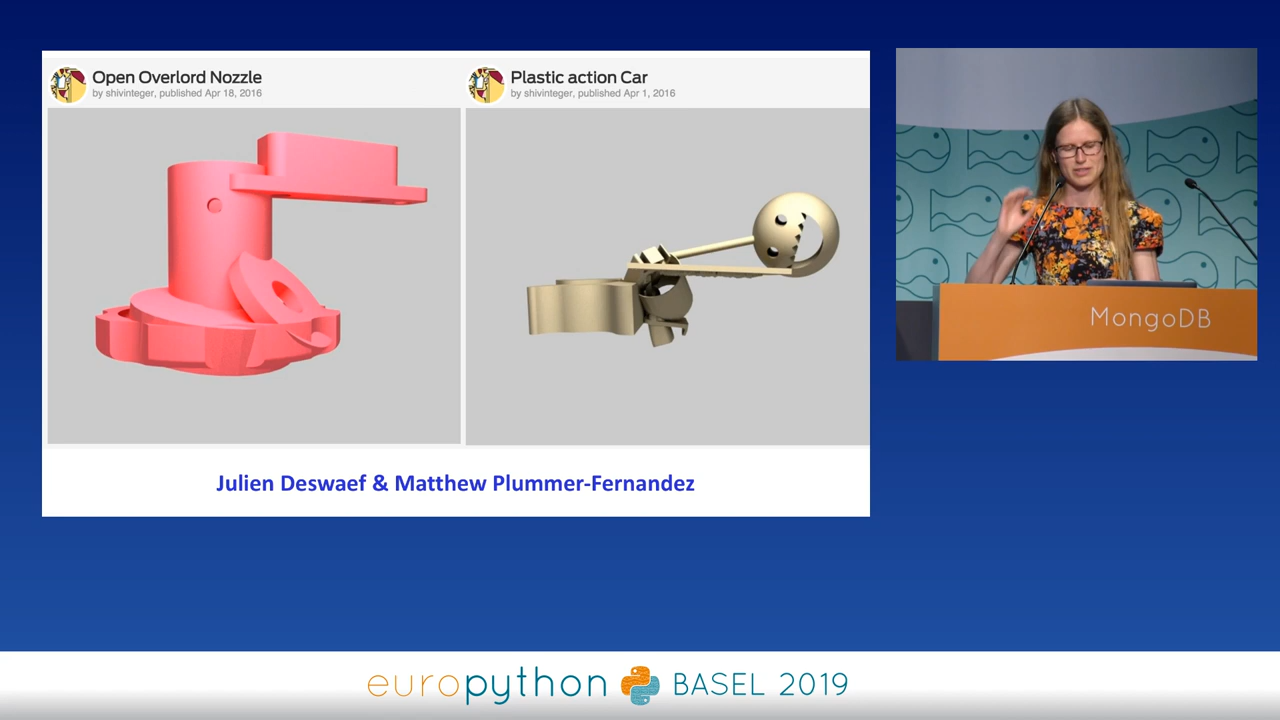 Open Overlord Nozzle
by shivinteger, published Apr 18, 2016
Plastic action Car
by shivinteger, published Apr 1, 2016
Julien Deswaef & Matthew Plummer-Fernandez
MongoDB
europython BASEL 2019